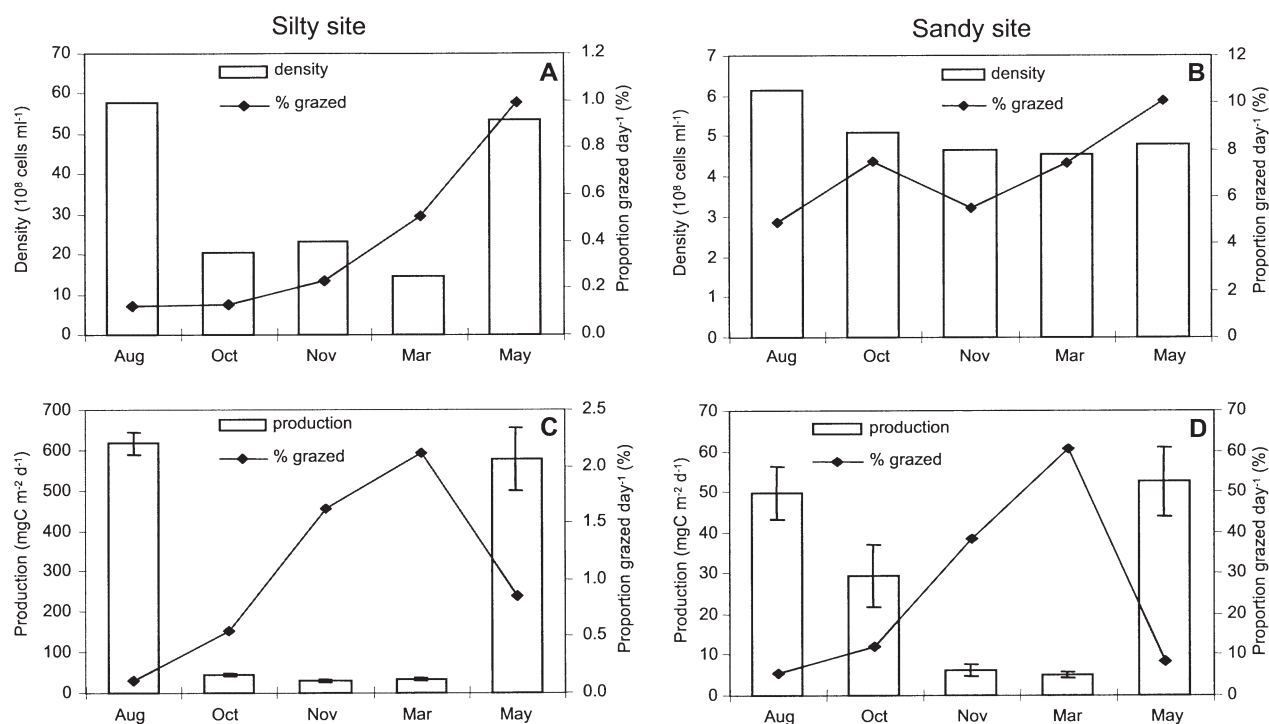 Silty site
Sandy site
A
density
% grazed
Density (10⁸ cells ml⁻¹)
70
60
50
40
30
20
10
0
1.2
1.0
0.8
0.6
0.4
0.2
0.0
Proportion grazed day⁻¹ (%)
Aug Oct Nov Mar May
B
density
% grazed
Density (10⁸ cells ml⁻¹)
7
6
5
4
3
2
1
0
12
10
8
6
4
2
0
Proportion grazed day⁻¹ (%)
Aug Oct Nov Mar May
C
production
% grazed
Production (mgC m⁻² d⁻¹)
700
600
500
400
300
200
100
0
2.5
2.0
1.5
1.0
0.5
0.0
Proportion grazed day⁻¹ (%)
Aug Oct Nov Mar May
D
production
% grazed
Production (mgC m⁻² d⁻¹)
70
60
50
40
30
20
10
0
70
60
50
40
30
20
10
0
Proportion grazed day⁻¹ (%)
Aug Oct Nov Mar May